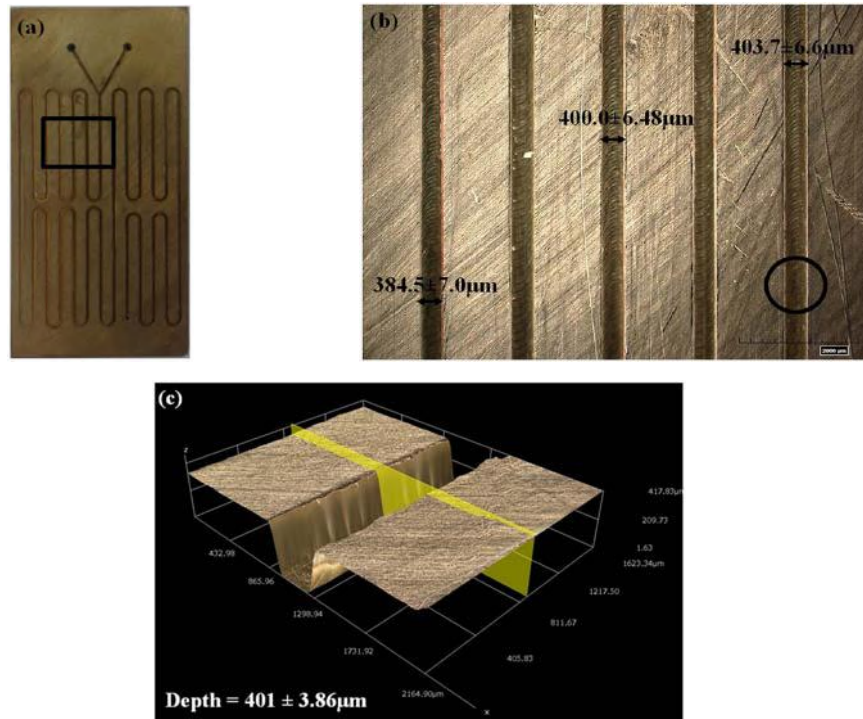 (a)
(b)
403.7±6.6μm
400.0±6.48μm
384.5±7.0μm
2000 μm
(c)
z
417.83μm
209.73
1.63
1623.34μm
1217.50
811.67
405.83
432.98
865.96
1298.94
1731.92
2164.90μm
x
Depth = 401 ± 3.86μm